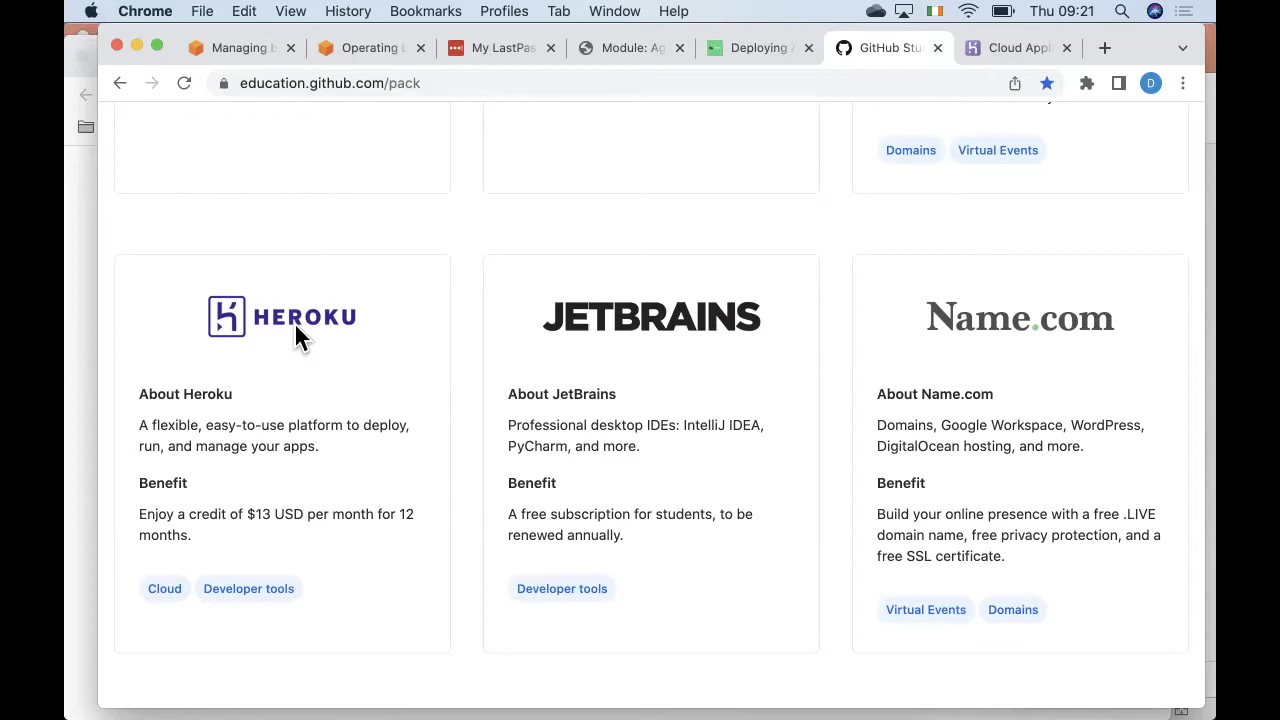 Chrome File Edit View History Bookmarks Profiles Tab Window Help Thu 09:21
Managing b Operating L My LastPas Module: Ag Deploying A GitHub Stu Cloud Appl
education.github.com/pack D
Domains Virtual Events
HEROKU
About Heroku
A flexible, easy-to-use platform to deploy,
run, and manage your apps.
Benefit
Enjoy a credit of $13 USD per month for 12
months.
Cloud Developer tools
JETBRAINS
About JetBrains
Professional desktop IDEs: IntelliJ IDEA,
PyCharm, and more.
Benefit
A free subscription for students, to be
renewed annually.
Developer tools
Name.com
About Name.com
Domains, Google Workspace, WordPress,
DigitalOcean hosting, and more.
Benefit
Build your online presence with a free .LIVE
domain name, free privacy protection, and a
free SSL certificate.
Virtual Events Domains